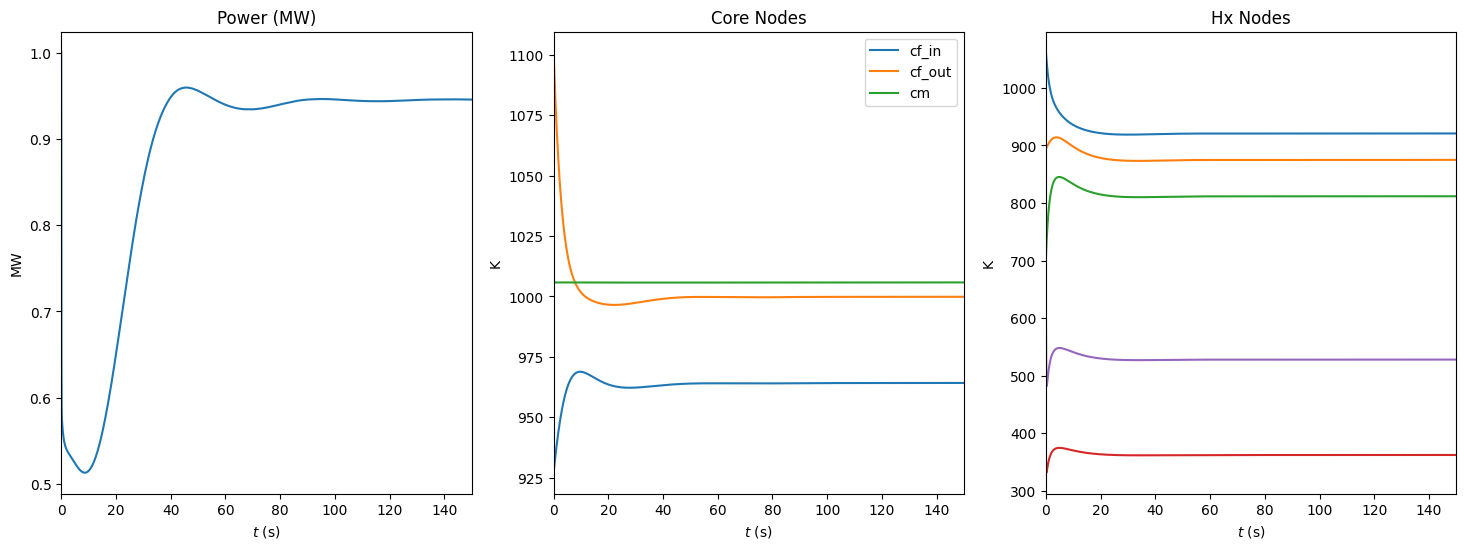 Power (MW)
1.0
0.9
0.8
0.7
0.6
0.5
MW
0 20 40 60 80 100 120 140
t (s)
Core Nodes
1100
1075
1050
1025
1000
975
950
925
K
cf_in
cf_out
cm
0 20 40 60 80 100 120 140
t (s)
Hx Nodes
1000
900
800
700
600
500
400
300
K
0 20 40 60 80 100 120 140
t (s)